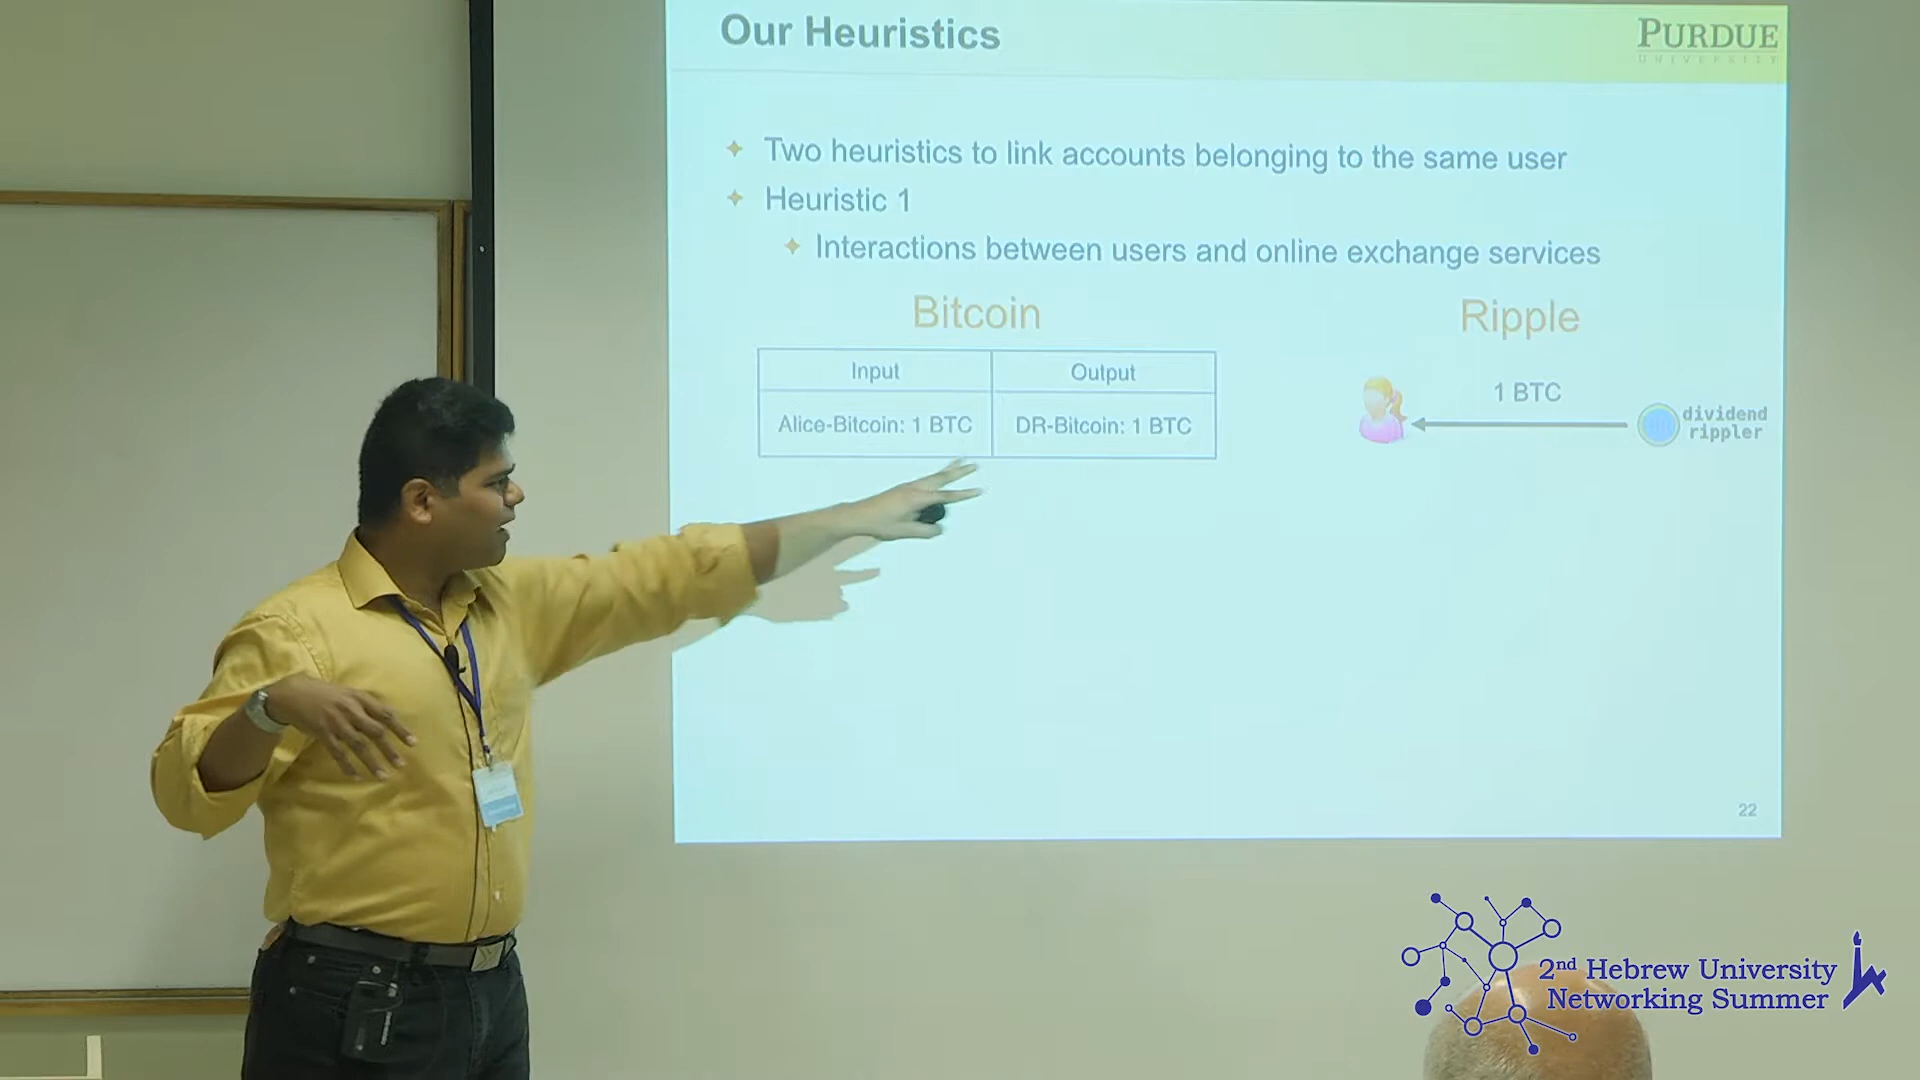 Our Heuristics
PURDUE
UNIVERSITY
Two heuristics to link accounts belonging to the same user
Heuristic 1
Interactions between users and online exchange services
Bitcoin
Ripple
Input
Output
Alice-Bitcoin: 1 BTC
DR-Bitcoin: 1 BTC
1 BTC
dividend
rippler
22
2nd Hebrew University
Networking Summer